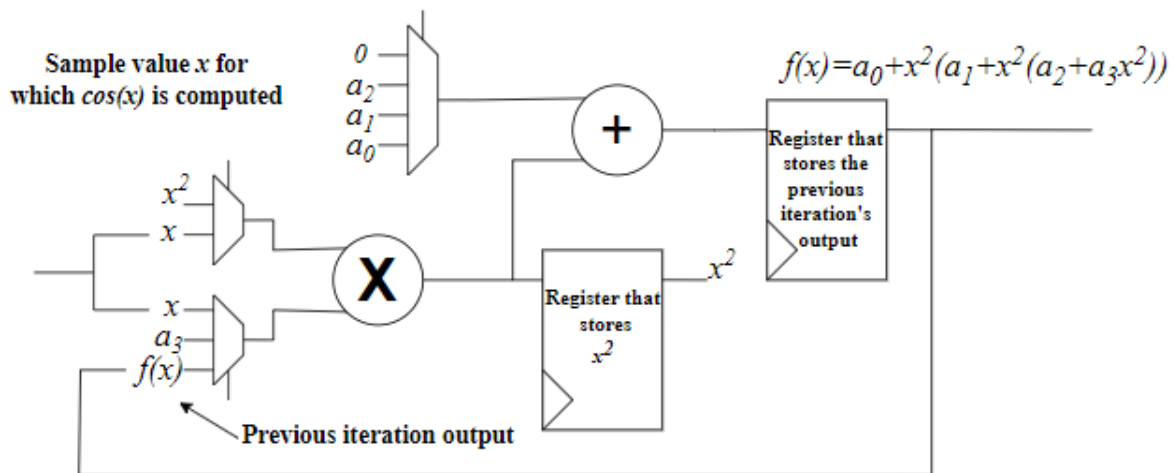 Sample value x for
which cos(x) is computed
0
a₂
a₁
a₀
+
f(x)=a₀+x²(a₁+x²(a₂+a₃x²))
Register that
stores the
previous
iteration's
output
x²
x
X
x
a₃
f(x)
Register that
stores
x²
x²
Previous iteration output